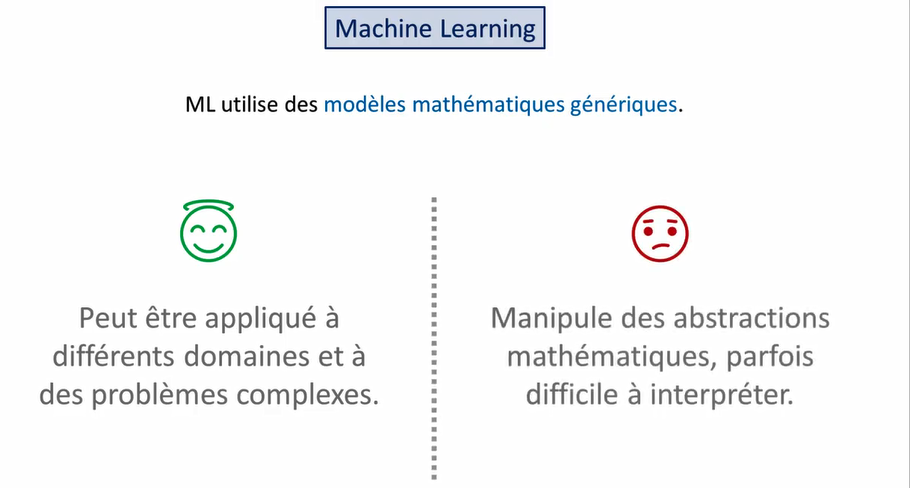 Machine Learning
ML utilise des modèles mathématiques génériques.
Peut être appliqué à
différents domaines et à
des problèmes complexes.
Manipule des abstractions
mathématiques, parfois
difficile à interpréter.